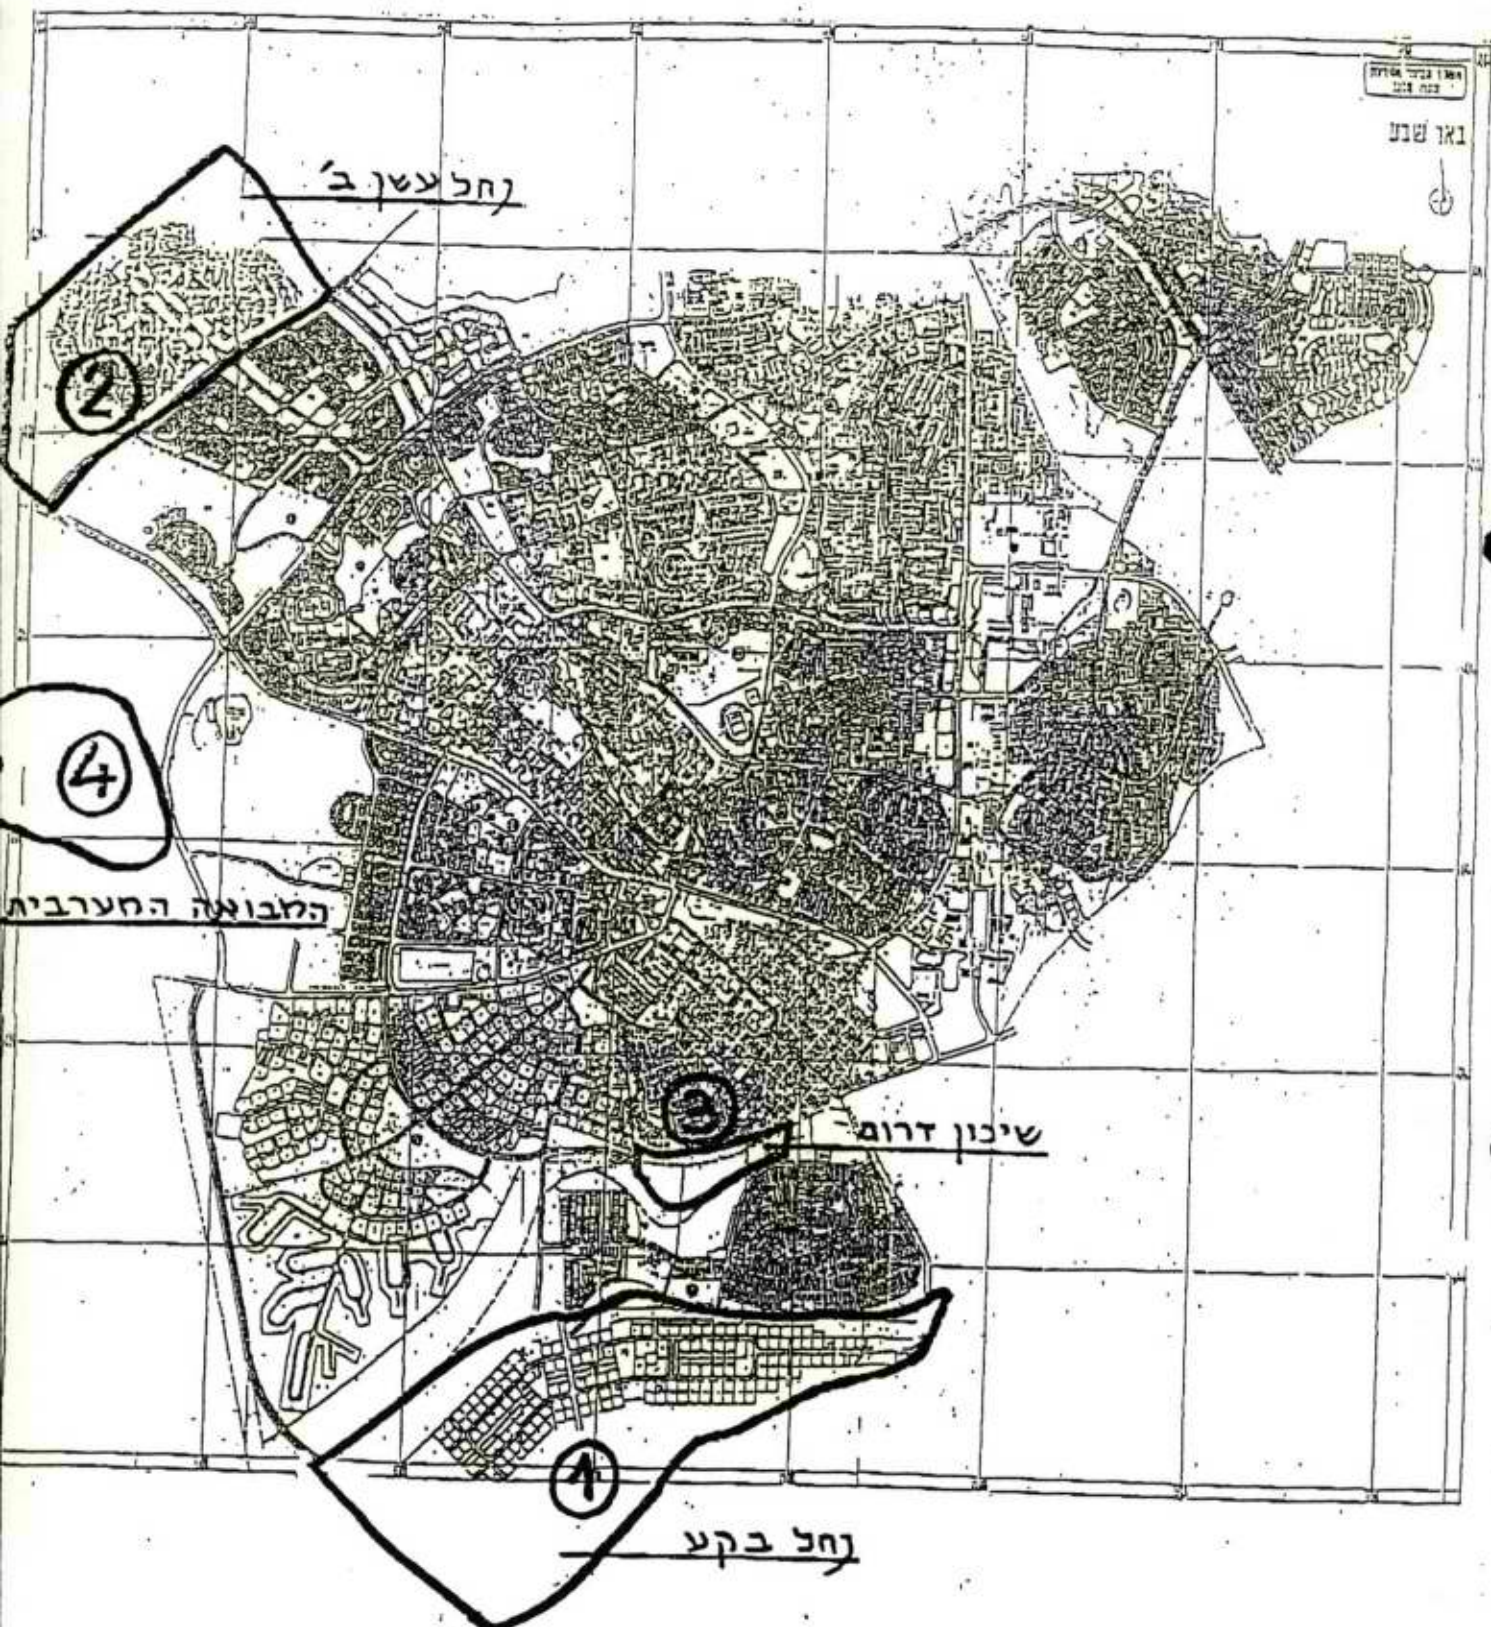 באר שבע
נחל עשן ב'
2
4
המבואה המערבית
3
שיכון דרום
1
נחל בקע